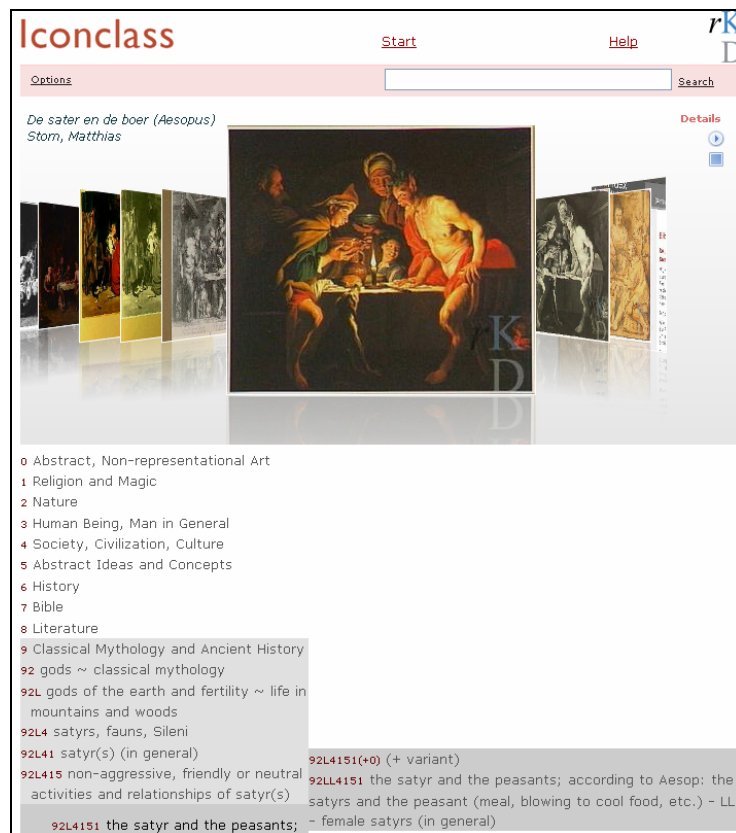 Iconclass
Start
Help
rK
D
Options
Search
De sater en de boer (Aesopus)
Stom, Matthias
Details
rK
D
0 Abstract, Non-representational Art
1 Religion and Magic
2 Nature
3 Human Being, Man in General
4 Society, Civilization, Culture
5 Abstract Ideas and Concepts
6 History
7 Bible
8 Literature
9 Classical Mythology and Ancient History
92 gods ~ classical mythology
92L gods of the earth and fertility ~ life in
mountains and woods
92L4 satyrs, fauns, Sileni
92L41 satyr(s) (in general)
92L415 non-aggressive, friendly or neutral
activities and relationships of satyr(s)
92L4151 the satyr and the peasants;
92L4151(+0) (+ variant)
92LL4151 the satyr and the peasants; according to Aesop: the
satyrs and the peasant (meal, blowing to cool food, etc.) - LL
- female satyrs (in general)